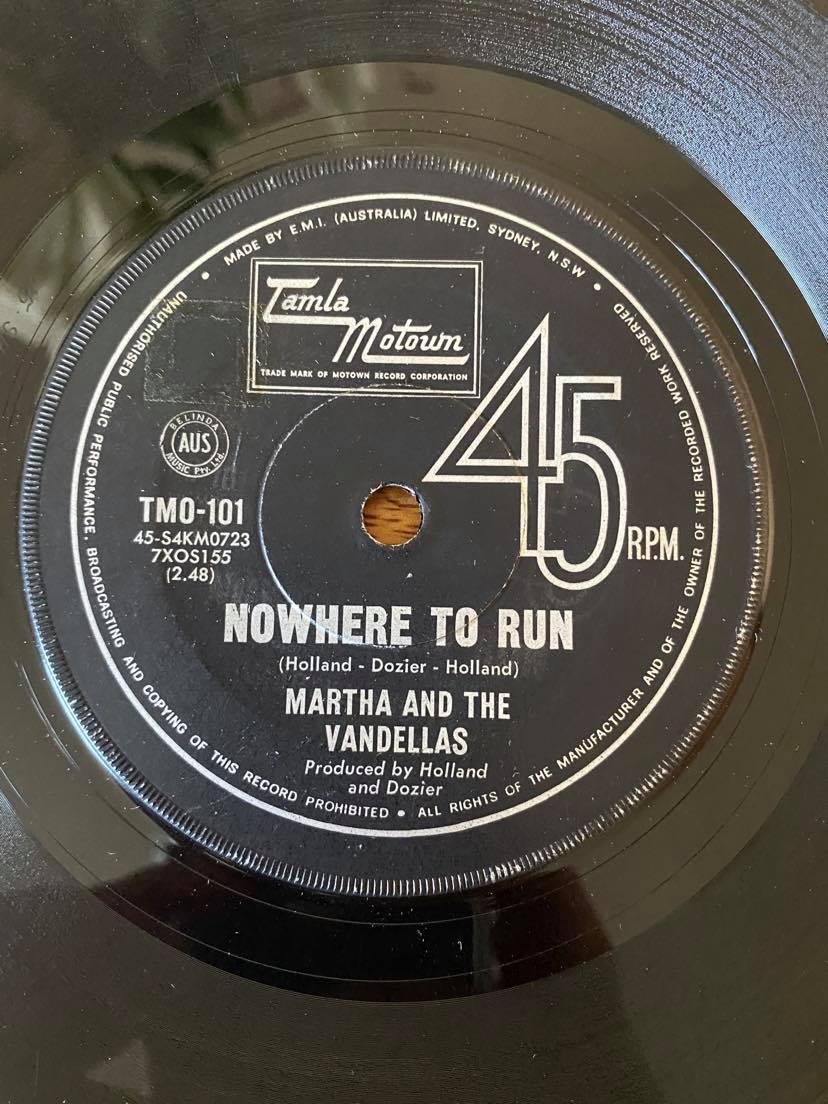 MADE BY E.M.I. (AUSTRALIA) LIMITED. SYDNEY. N.S.W •
Tamla
Motown
TRADE MARK OF MOTOWN RECORD CORPORATION
45
R.P.M.
BELINDA
AUS
MUSIC Pty. Ltd.
TMO-101
45-S4KM0723
7XOS155
(2.48)
NOWHERE TO RUN
(Holland - Dozier - Holland)
MARTHA AND THE
VANDELLAS
Produced by Holland
and Dozier
• UNAUTHORISED PUBLIC PERFORMANCE, BROADCASTING AND COPYING OF THIS RECORD PROHIBITED • ALL RIGHTS OF THE MANUFACTURER AND OF THE OWNER OF THE RECORDED WORK RESERVED